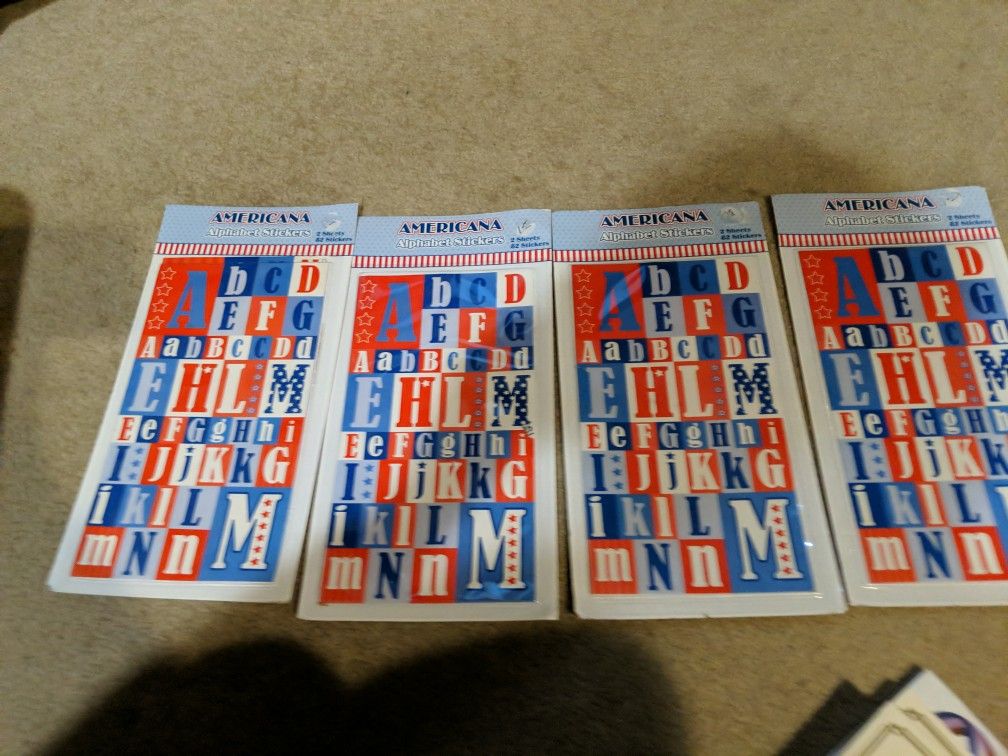 AMERICANA
Alphabet Stickers
2 Sheets
82 Stickers
A b c D
E F G
A a b B c C D d
E H L M
E e F G g H h i
I J j K k G
i k l L M
m N n
AMERICANA
Alphabet Stickers
2 Sheets
82 Stickers
A b c D
E F G
A a b B c C D d
E H L M
E e F G g H h i
I J j K k G
i k l L M
m N n
AMERICANA
Alphabet Stickers
2 Sheets
82 Stickers
A b c D
E F G
A a b B c C D d
E H L M
E e F G g H h i
I J j K k G
i k l L M
m N n
AMERICANA
Alphabet Stickers
2 Sheets
82 Stickers
A b c D
E F G
A a b B c C D d
E H L M
E e F G g H h
I J j K k
i k l L
m N n